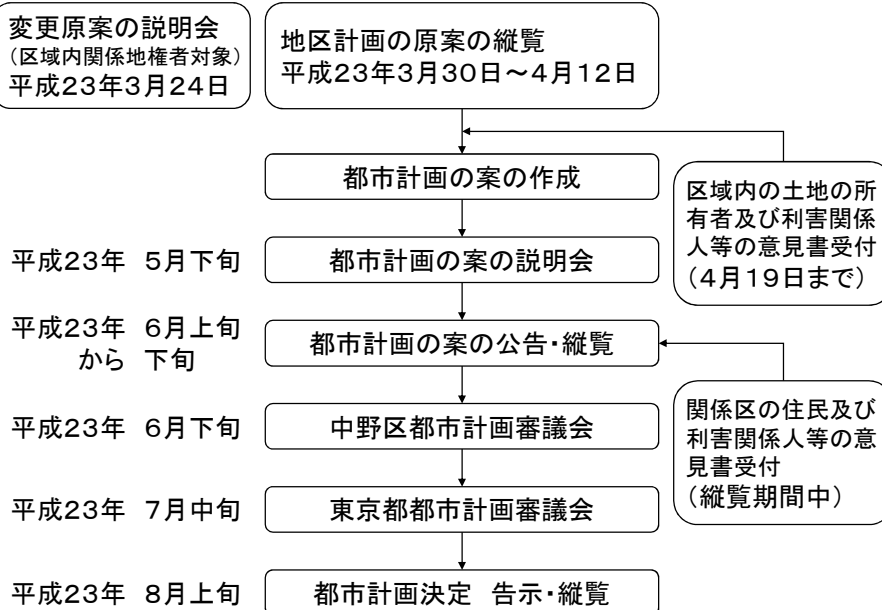 変更原案の説明会
(区域内関係地権者対象)
平成23年3月24日
地区計画の原案の縦覧
平成23年3月30日～4月12日
都市計画の案の作成
区域内の土地の所
有者及び利害関係
人等の意見書受付
(4月19日まで)
平成23年 5月下旬
都市計画の案の説明会
平成23年 6月上旬
から 下旬
都市計画の案の公告・縦覧
関係区の住民及び
利害関係人等の意
見書受付
(縦覧期間中)
平成23年 6月下旬
中野区都市計画審議会
平成23年 7月中旬
東京都都市計画審議会
平成23年 8月上旬
都市計画決定 告示・縦覧